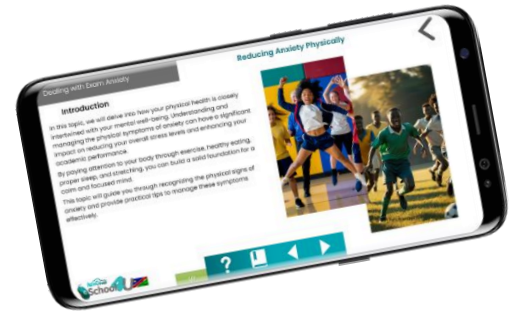 Dealing with Exam Anxiety
Reducing Anxiety Physically
Introduction
In this topic, we will delve into how your physical health is closely
intertwined with your mental well-being. Understanding and
managing the physical symptoms of anxiety can have a significant
impact on reducing your overall stress levels and enhancing your
academic performance.
By paying attention to your body through exercise, healthy eating,
proper sleep, and stretching, you can build a solid foundation for a
calm and focused mind.
This topic will guide you through recognizing the physical signs of
anxiety and provide practical tips to manage these symptoms
effectively.
?
School4U